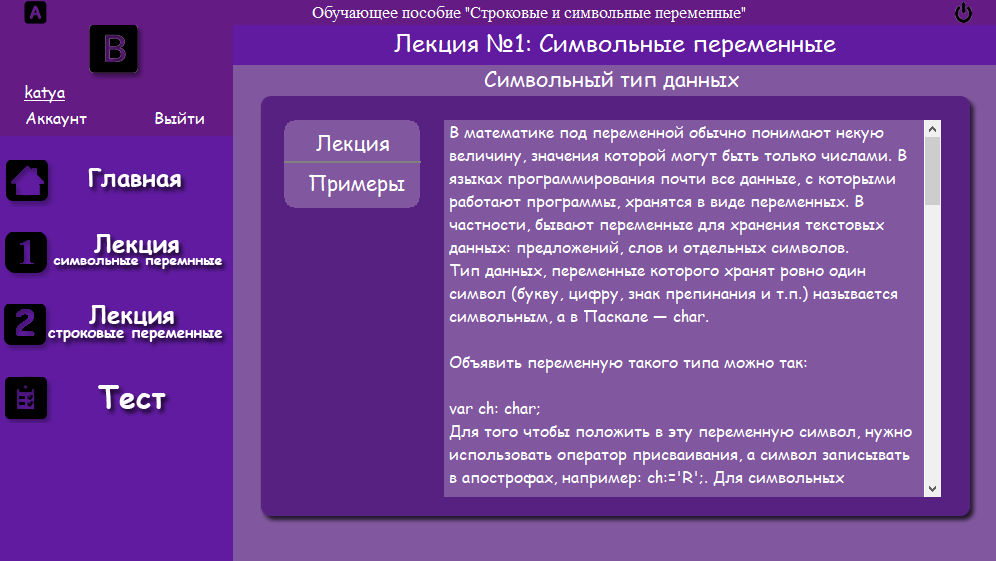 A
Обучающее пособие "Строковые и символьные переменные"
B
Лекция №1: Символьные переменные
Символьный тип данных
katya
Аккаунт Выйти
Главная
1 Лекция
символьные перемнные
2 Лекция
строковые переменные
Тест
Лекция
Примеры
В математике под переменной обычно понимают некую
величину, значения которой могут быть только числами. В
языках программирования почти все данные, с которыми
работают программы, хранятся в виде переменных. В
частности, бывают переменные для хранения текстовых
данных: предложений, слов и отдельных символов.
Тип данных, переменные которого хранят ровно один
символ (букву, цифру, знак препинания и т.п.) называется
символьным, а в Паскале — char.
Объявить переменную такого типа можно так:
var ch: char;
Для того чтобы положить в эту переменную символ, нужно
использовать оператор присваивания, а символ записывать
в апострофах, например: ch:='R';. Для символьных